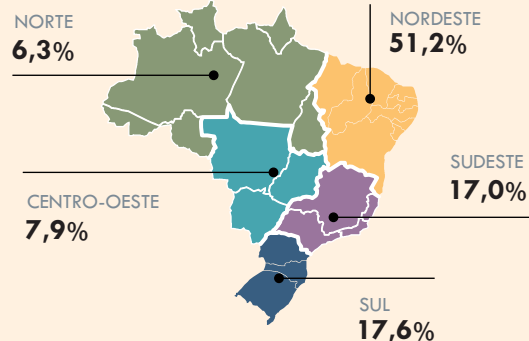 NORTE
6,3%
NORDESTE
51,2%
CENTRO-OESTE
7,9%
SUDESTE
17,0%
SUL
17,6%